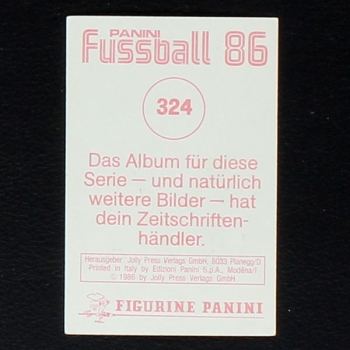 PANINI
Fussball 86
324
Das Album für diese
Serie — und natürlich
weitere Bilder — hat
dein Zeitschriften-
händler.
Herausgeber: Jolly Press Verlags GmbH, 8033 Planegg/D
Printed in Italy by Edizioni Panini S.p.A., Modena/I
© 1986 by Jolly Press Verlags GmbH
FIGURINE PANINI